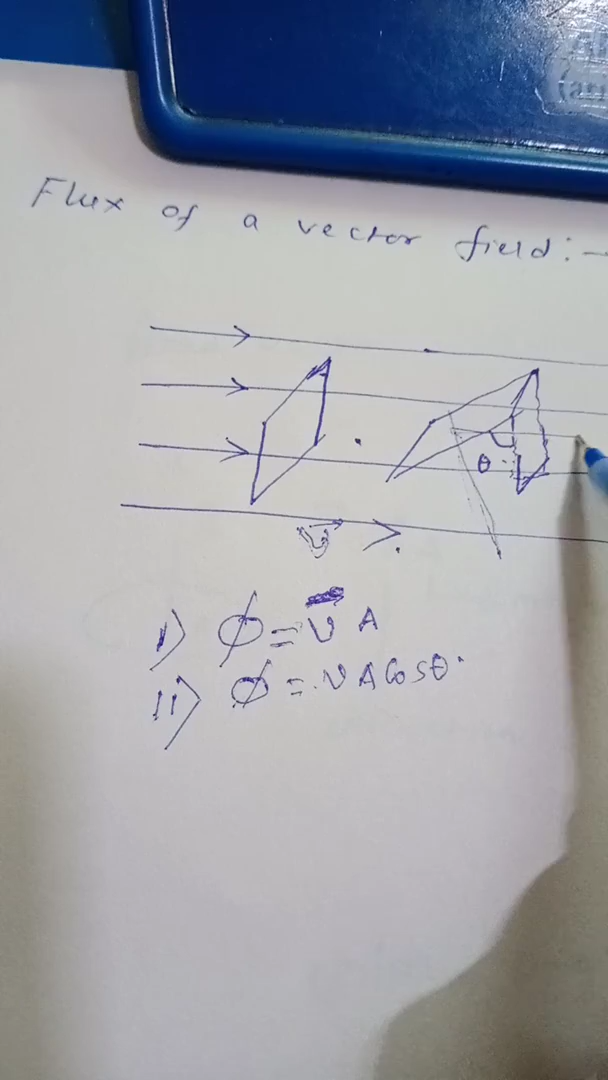 Flux of a vector field:-
θ
v⃗
I) ϕ = v A
II) ϕ = v A Cosθ.